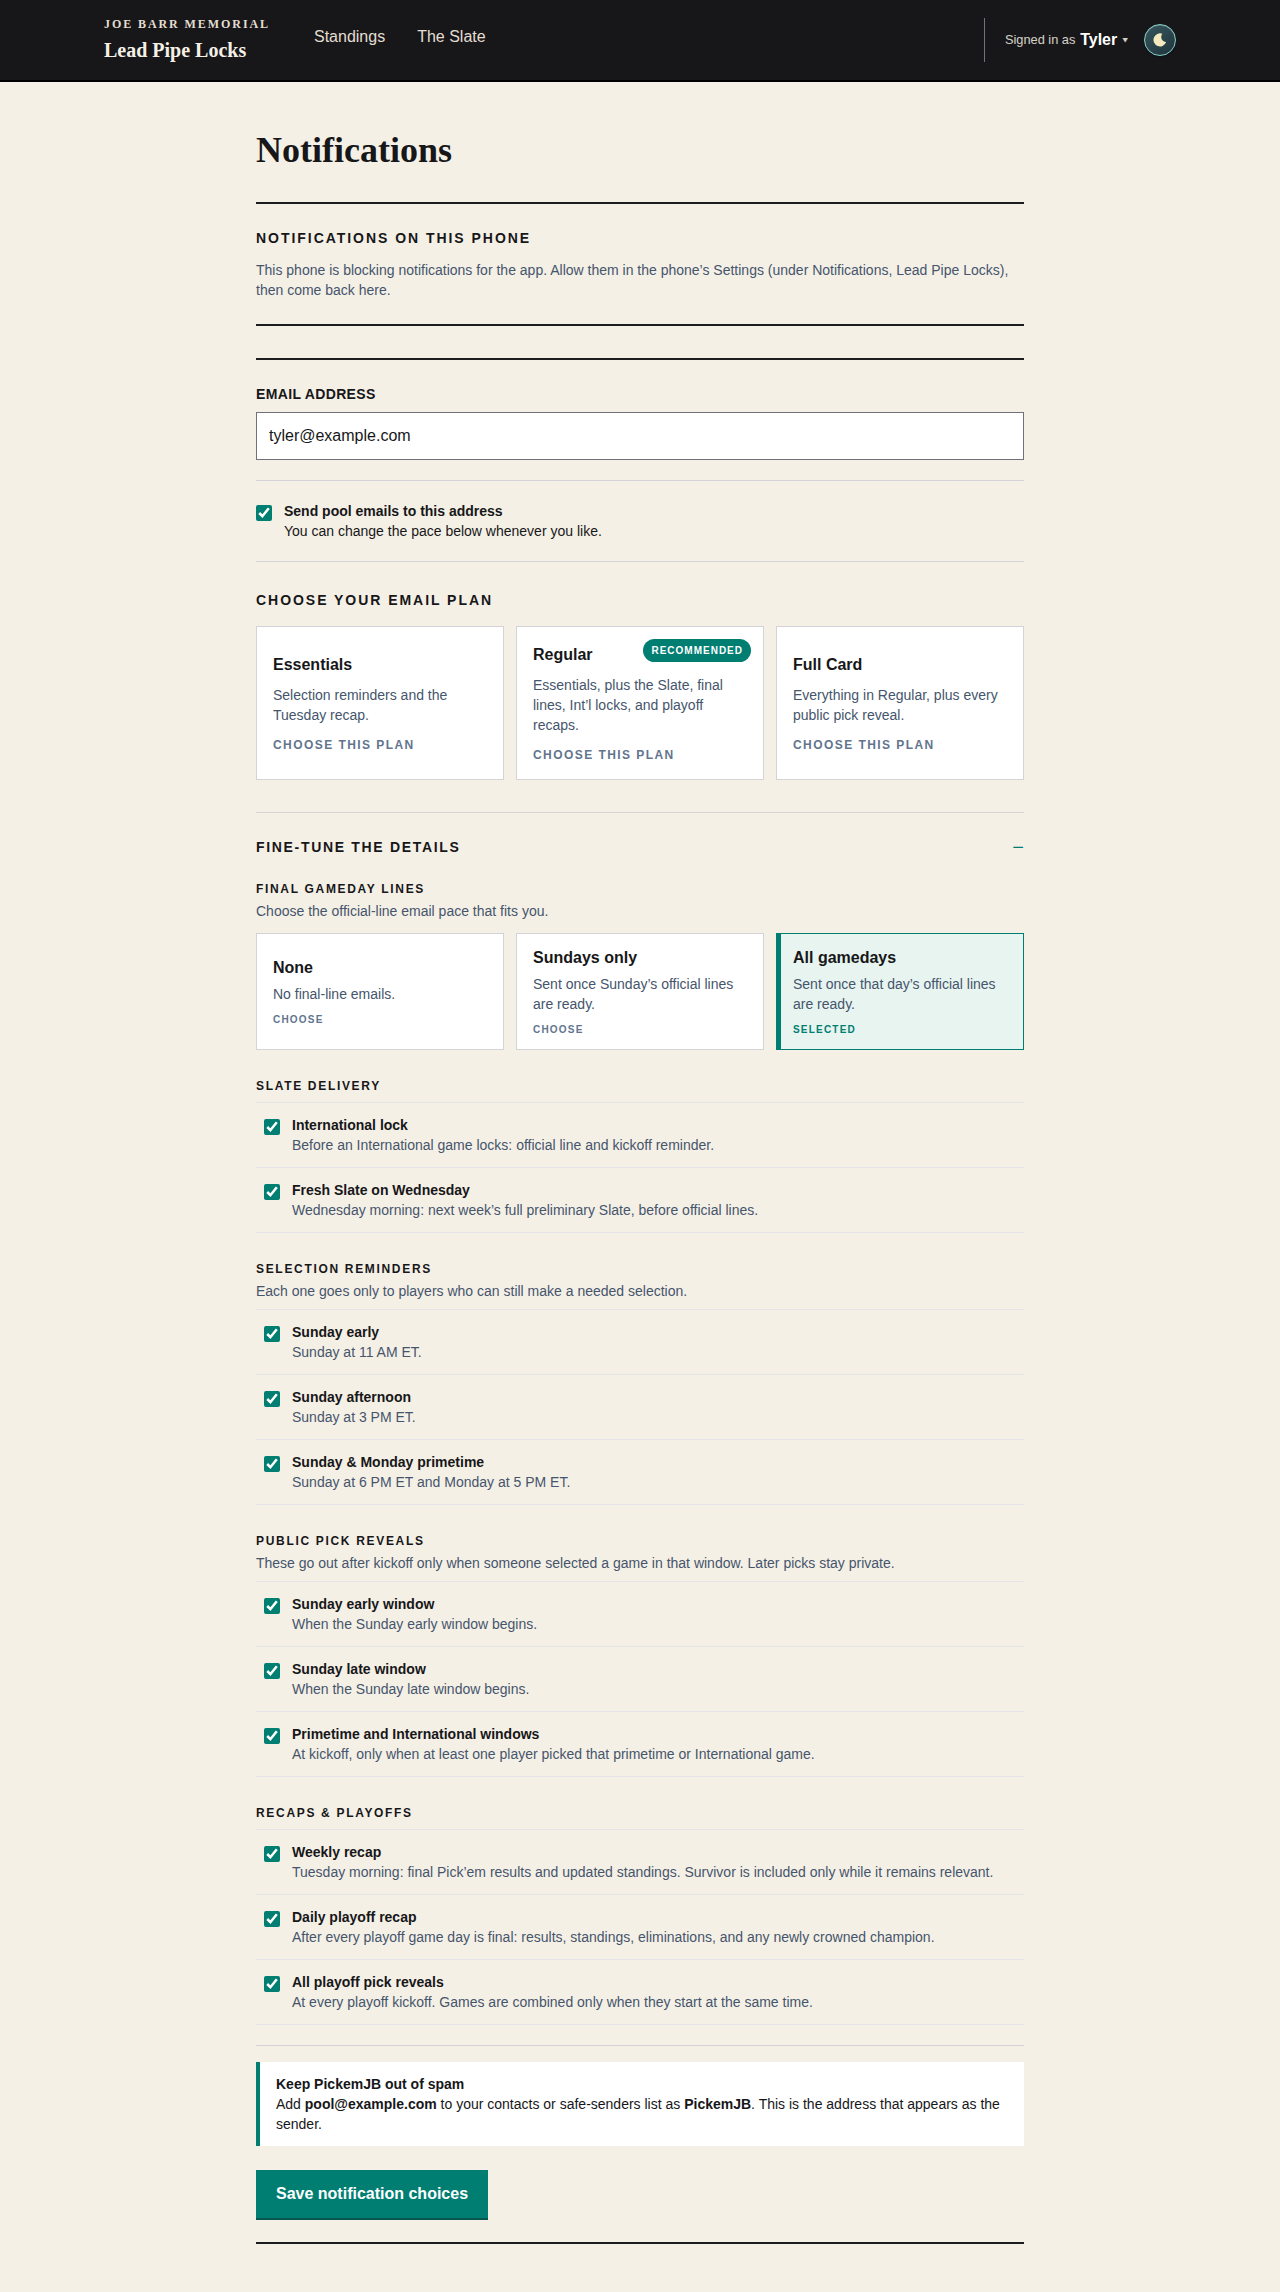 JOE BARR MEMORIAL
Lead Pipe Locks
Standings
The Slate
Signed in as Tyler ▾
Notifications
NOTIFICATIONS ON THIS PHONE
This phone is blocking notifications for the app. Allow them in the phone’s Settings (under Notifications, Lead Pipe Locks),
then come back here.
EMAIL ADDRESS
tyler@example.com
Send pool emails to this address
You can change the pace below whenever you like.
CHOOSE YOUR EMAIL PLAN
Essentials
Selection reminders and the
Tuesday recap.
CHOOSE THIS PLAN
Regular
RECOMMENDED
Essentials, plus the Slate, final
lines, Int’l locks, and playoff
recaps.
CHOOSE THIS PLAN
Full Card
Everything in Regular, plus every
public pick reveal.
CHOOSE THIS PLAN
FINE-TUNE THE DETAILS
–
FINAL GAMEDAY LINES
Choose the official-line email pace that fits you.
None
No final-line emails.
CHOOSE
Sundays only
Sent once Sunday’s official lines
are ready.
CHOOSE
All gamedays
Sent once that day’s official lines
are ready.
SELECTED
SLATE DELIVERY
International lock
Before an International game locks: official line and kickoff reminder.
Fresh Slate on Wednesday
Wednesday morning: next week’s full preliminary Slate, before official lines.
SELECTION REMINDERS
Each one goes only to players who can still make a needed selection.
Sunday early
Sunday at 11 AM ET.
Sunday afternoon
Sunday at 3 PM ET.
Sunday & Monday primetime
Sunday at 6 PM ET and Monday at 5 PM ET.
PUBLIC PICK REVEALS
These go out after kickoff only when someone selected a game in that window. Later picks stay private.
Sunday early window
When the Sunday early window begins.
Sunday late window
When the Sunday late window begins.
Primetime and International windows
At kickoff, only when at least one player picked that primetime or International game.
RECAPS & PLAYOFFS
Weekly recap
Tuesday morning: final Pick’em results and updated standings. Survivor is included only while it remains relevant.
Daily playoff recap
After every playoff game day is final: results, standings, eliminations, and any newly crowned champion.
All playoff pick reveals
At every playoff kickoff. Games are combined only when they start at the same time.
Keep PickemJB out of spam
Add pool@example.com to your contacts or safe-senders list as PickemJB. This is the address that appears as the
sender.
Save notification choices